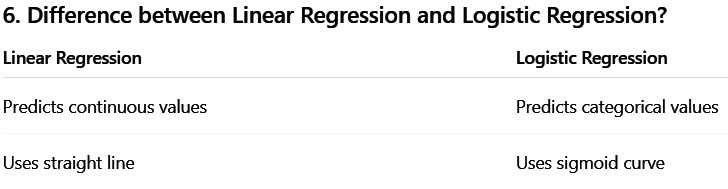 6. Difference between Linear Regression and Logistic Regression?
Linear Regression Logistic Regression
Predicts continuous values Predicts categorical values
Uses straight line Uses sigmoid curve